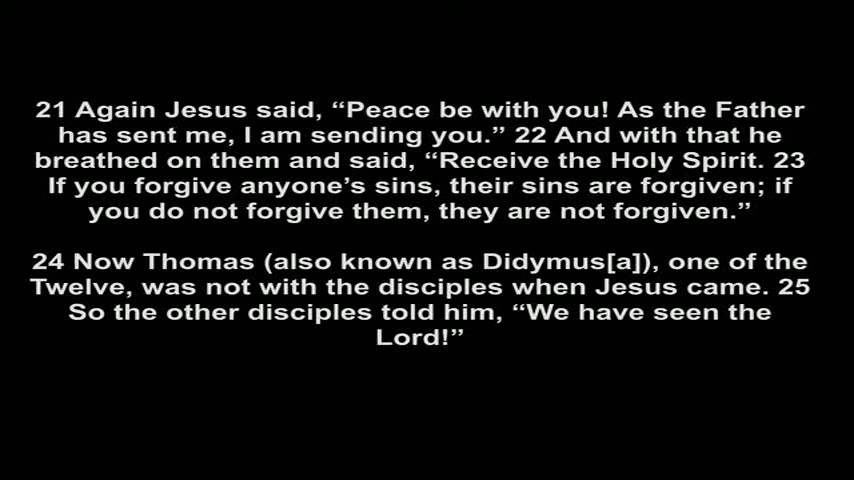 21 Again Jesus said, “Peace be with you! As the Father
has sent me, I am sending you.” 22 And with that he
breathed on them and said, “Receive the Holy Spirit. 23
If you forgive anyone’s sins, their sins are forgiven; if
you do not forgive them, they are not forgiven.”
24 Now Thomas (also known as Didymus[a]), one of the
Twelve, was not with the disciples when Jesus came. 25
So the other disciples told him, “We have seen the
Lord!”